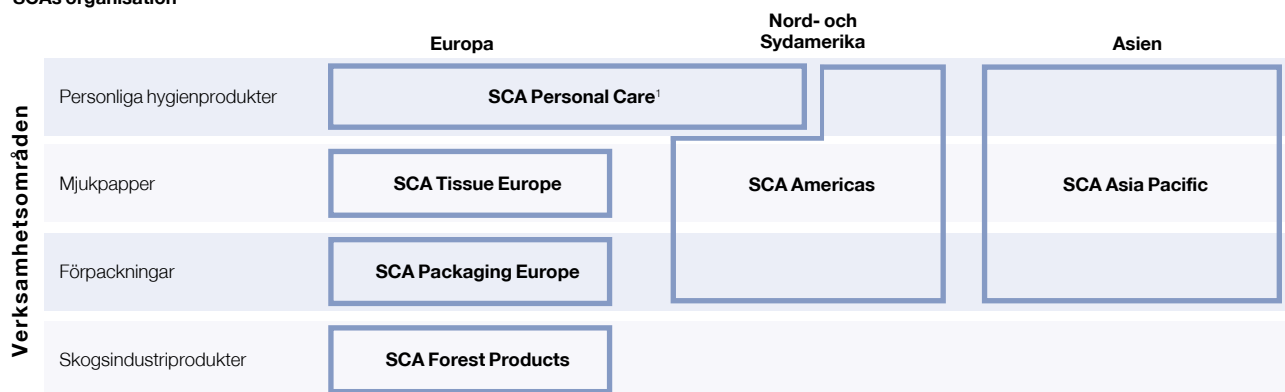 SCAs organisation
Europa
Nord- och
Sydamerika
Asien
Verksamhetsområden
Personliga hygienprodukter
SCA Personal Care¹
Mjukpapper
SCA Tissue Europe
SCA Americas
SCA Asia Pacific
Förpackningar
SCA Packaging Europe
Skogsindustriprodukter
SCA Forest Products